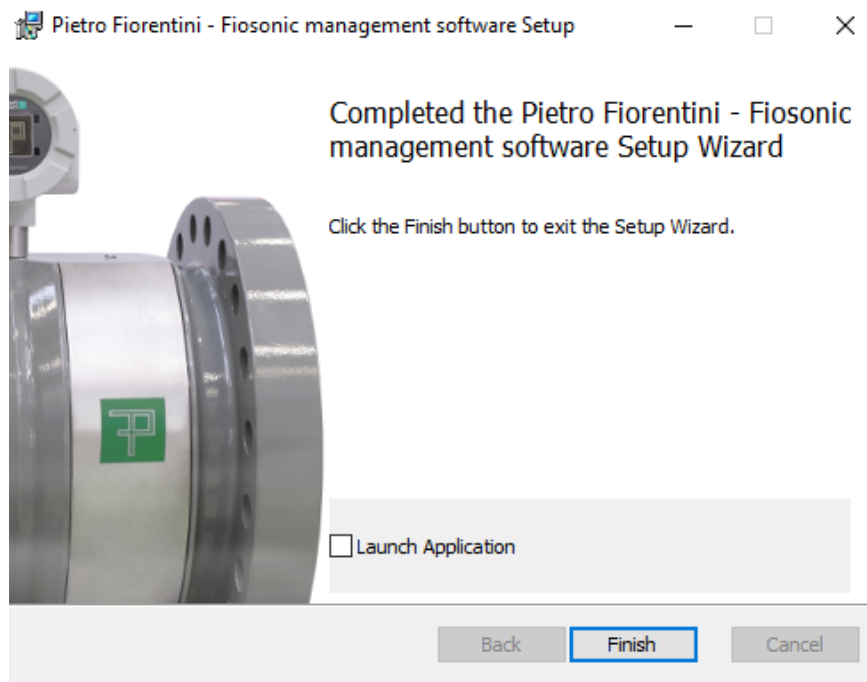 Pietro Fiorentini - Fiosonic management software Setup
Completed the Pietro Fiorentini - Fiosonic
management software Setup Wizard
Click the Finish button to exit the Setup Wizard.
Launch Application
Back
Finish
Cancel